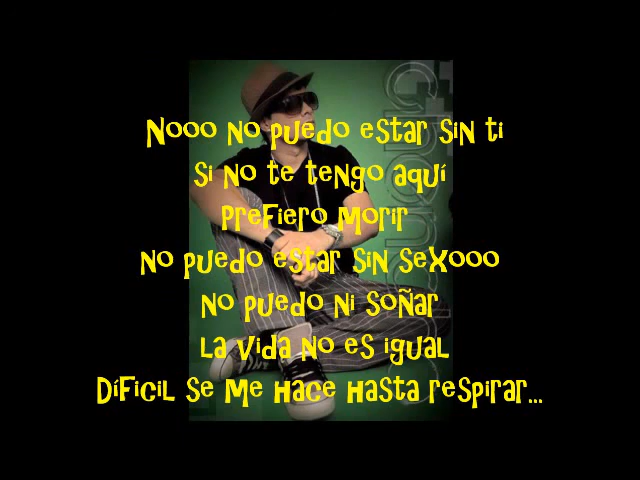 Nooo no puedo estar sin ti
Si no te tengo aquí
Prefiero morir
No puedo estar sin sexooo
No puedo ni soñar
La vida no es igual
Díficil se me hace hasta respirar...